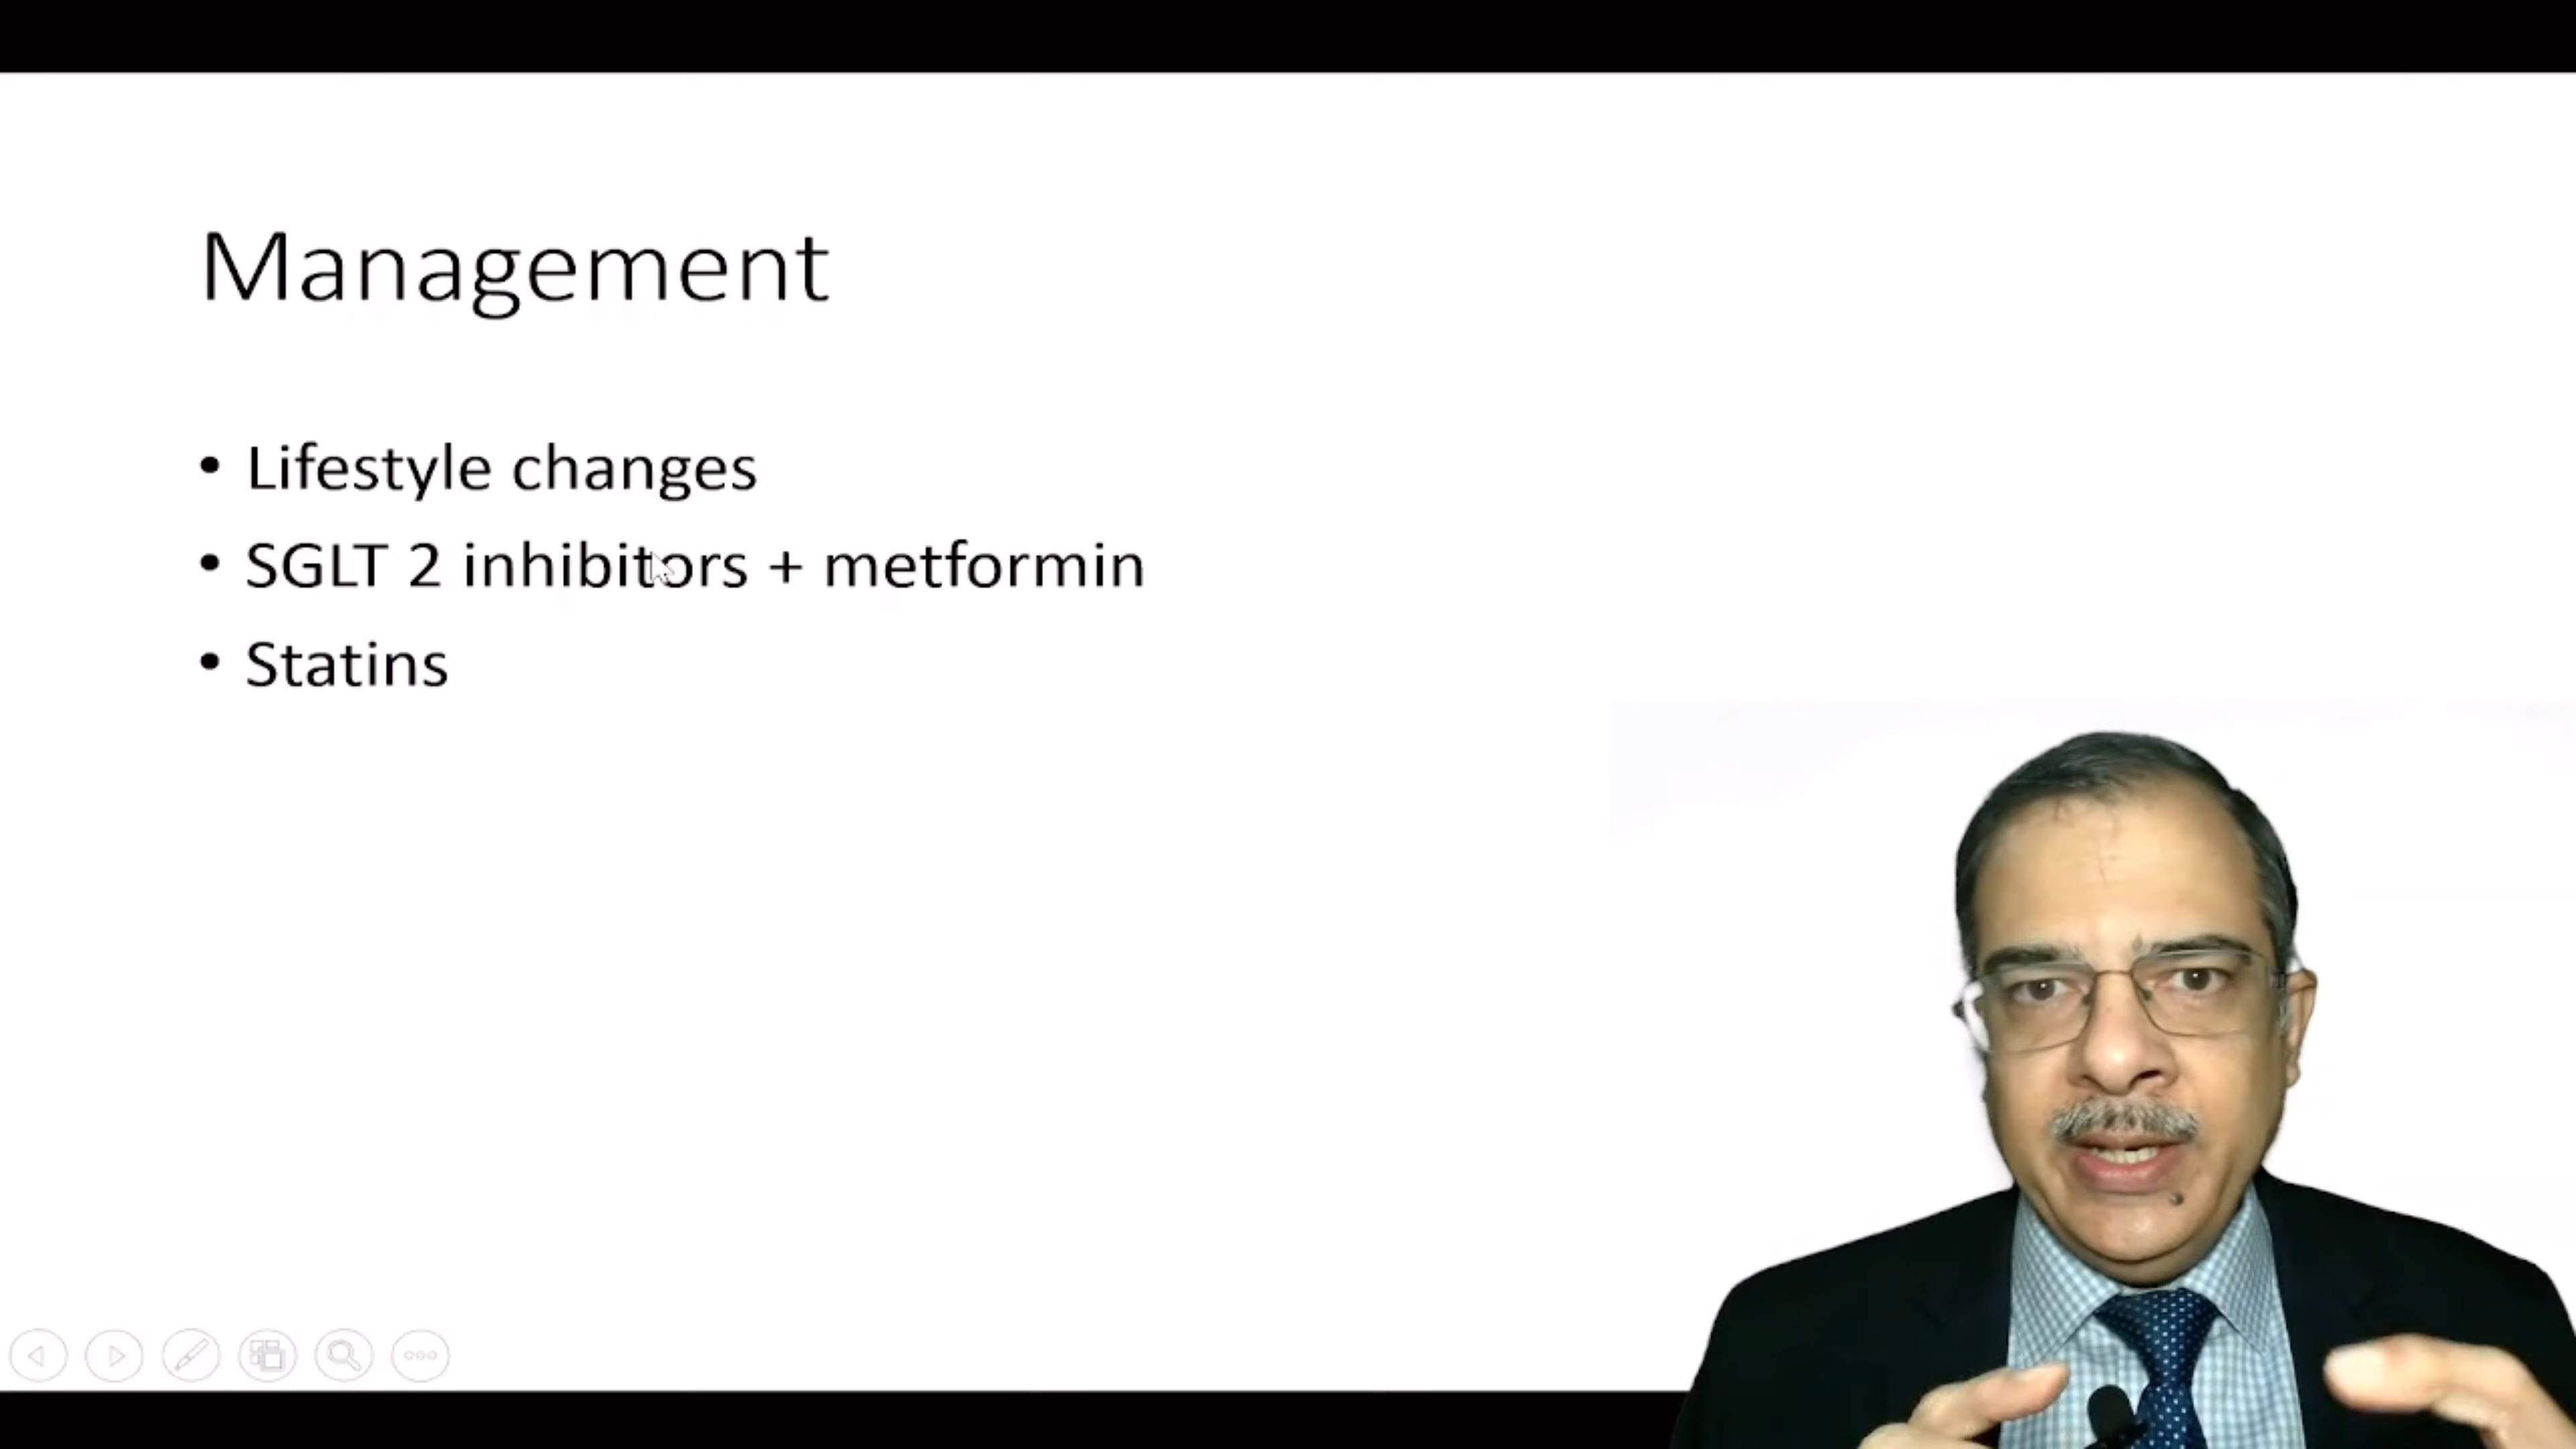 Management
• Lifestyle changes
• SGLT 2 inhibitors + metformin
• Statins